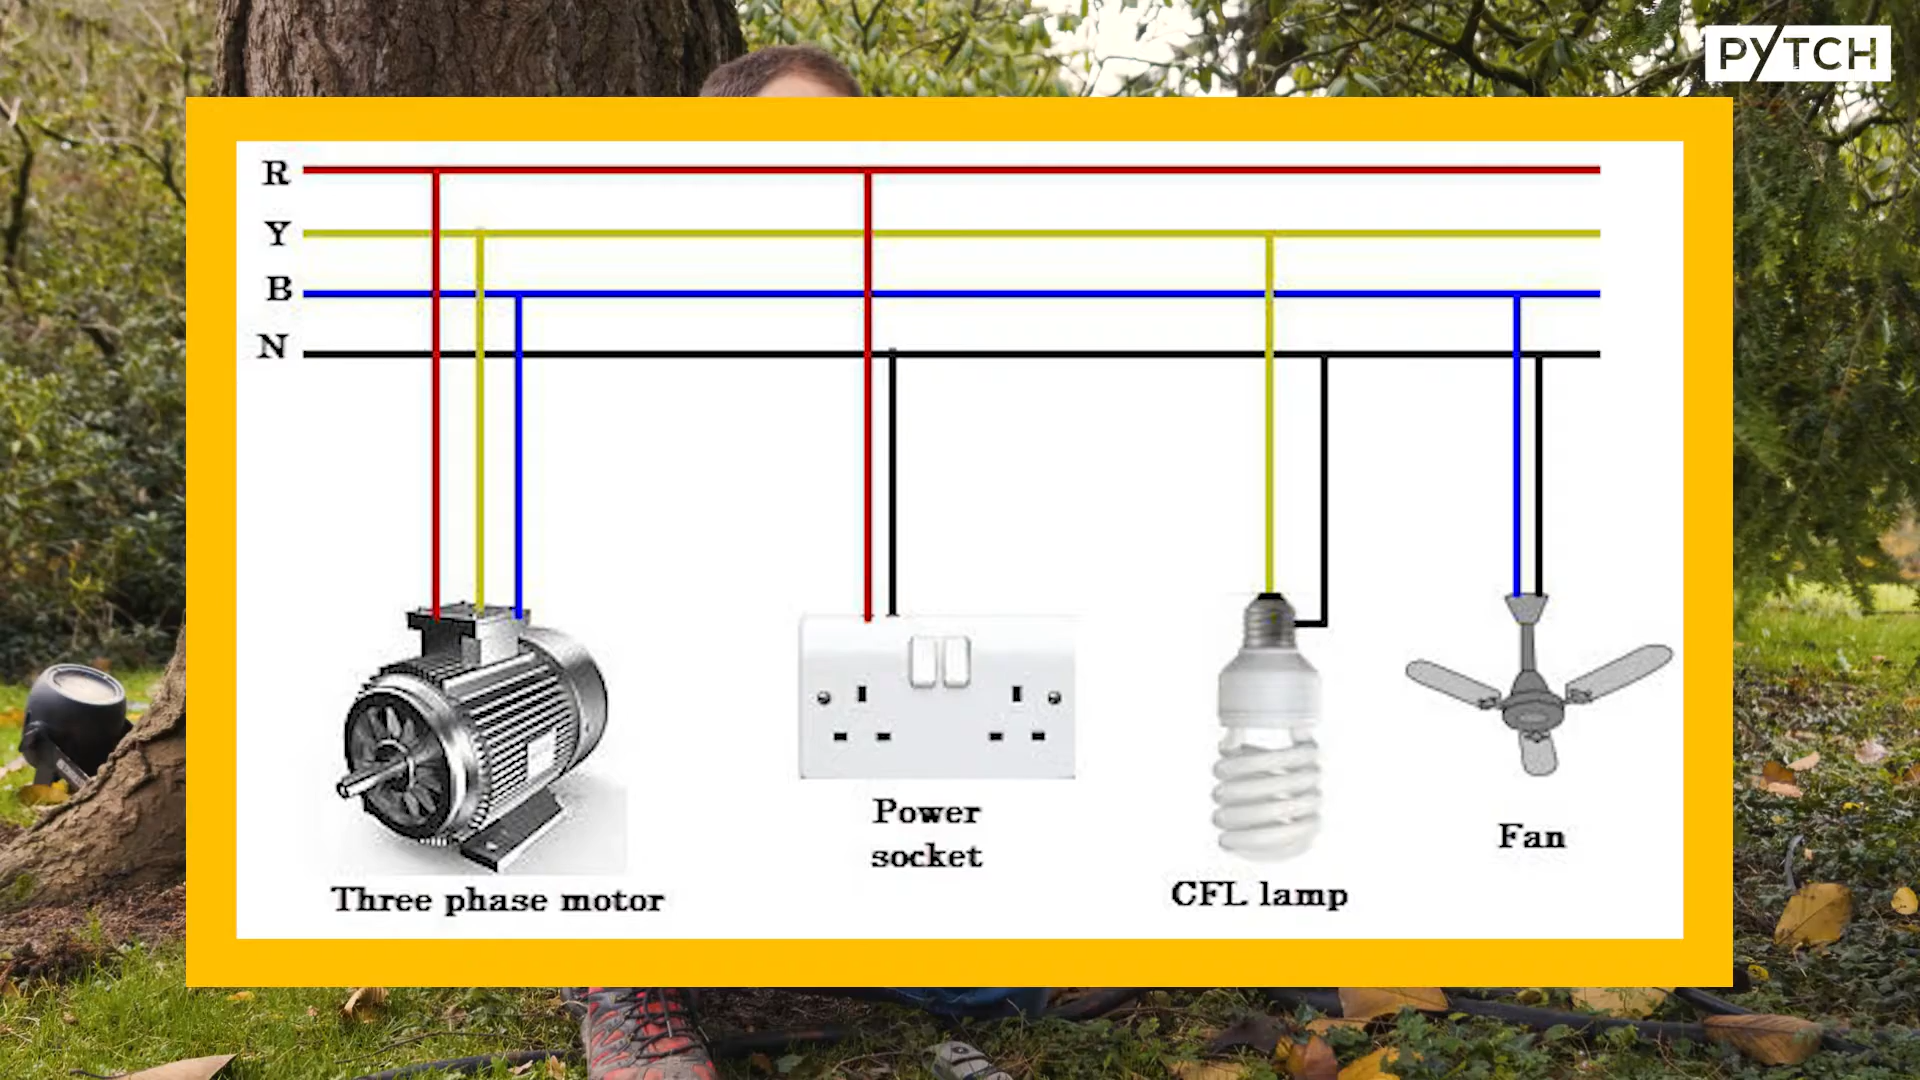 PYTCH
R
Y
B
N
Power
socket
Fan
CFL lamp
Three phase motor